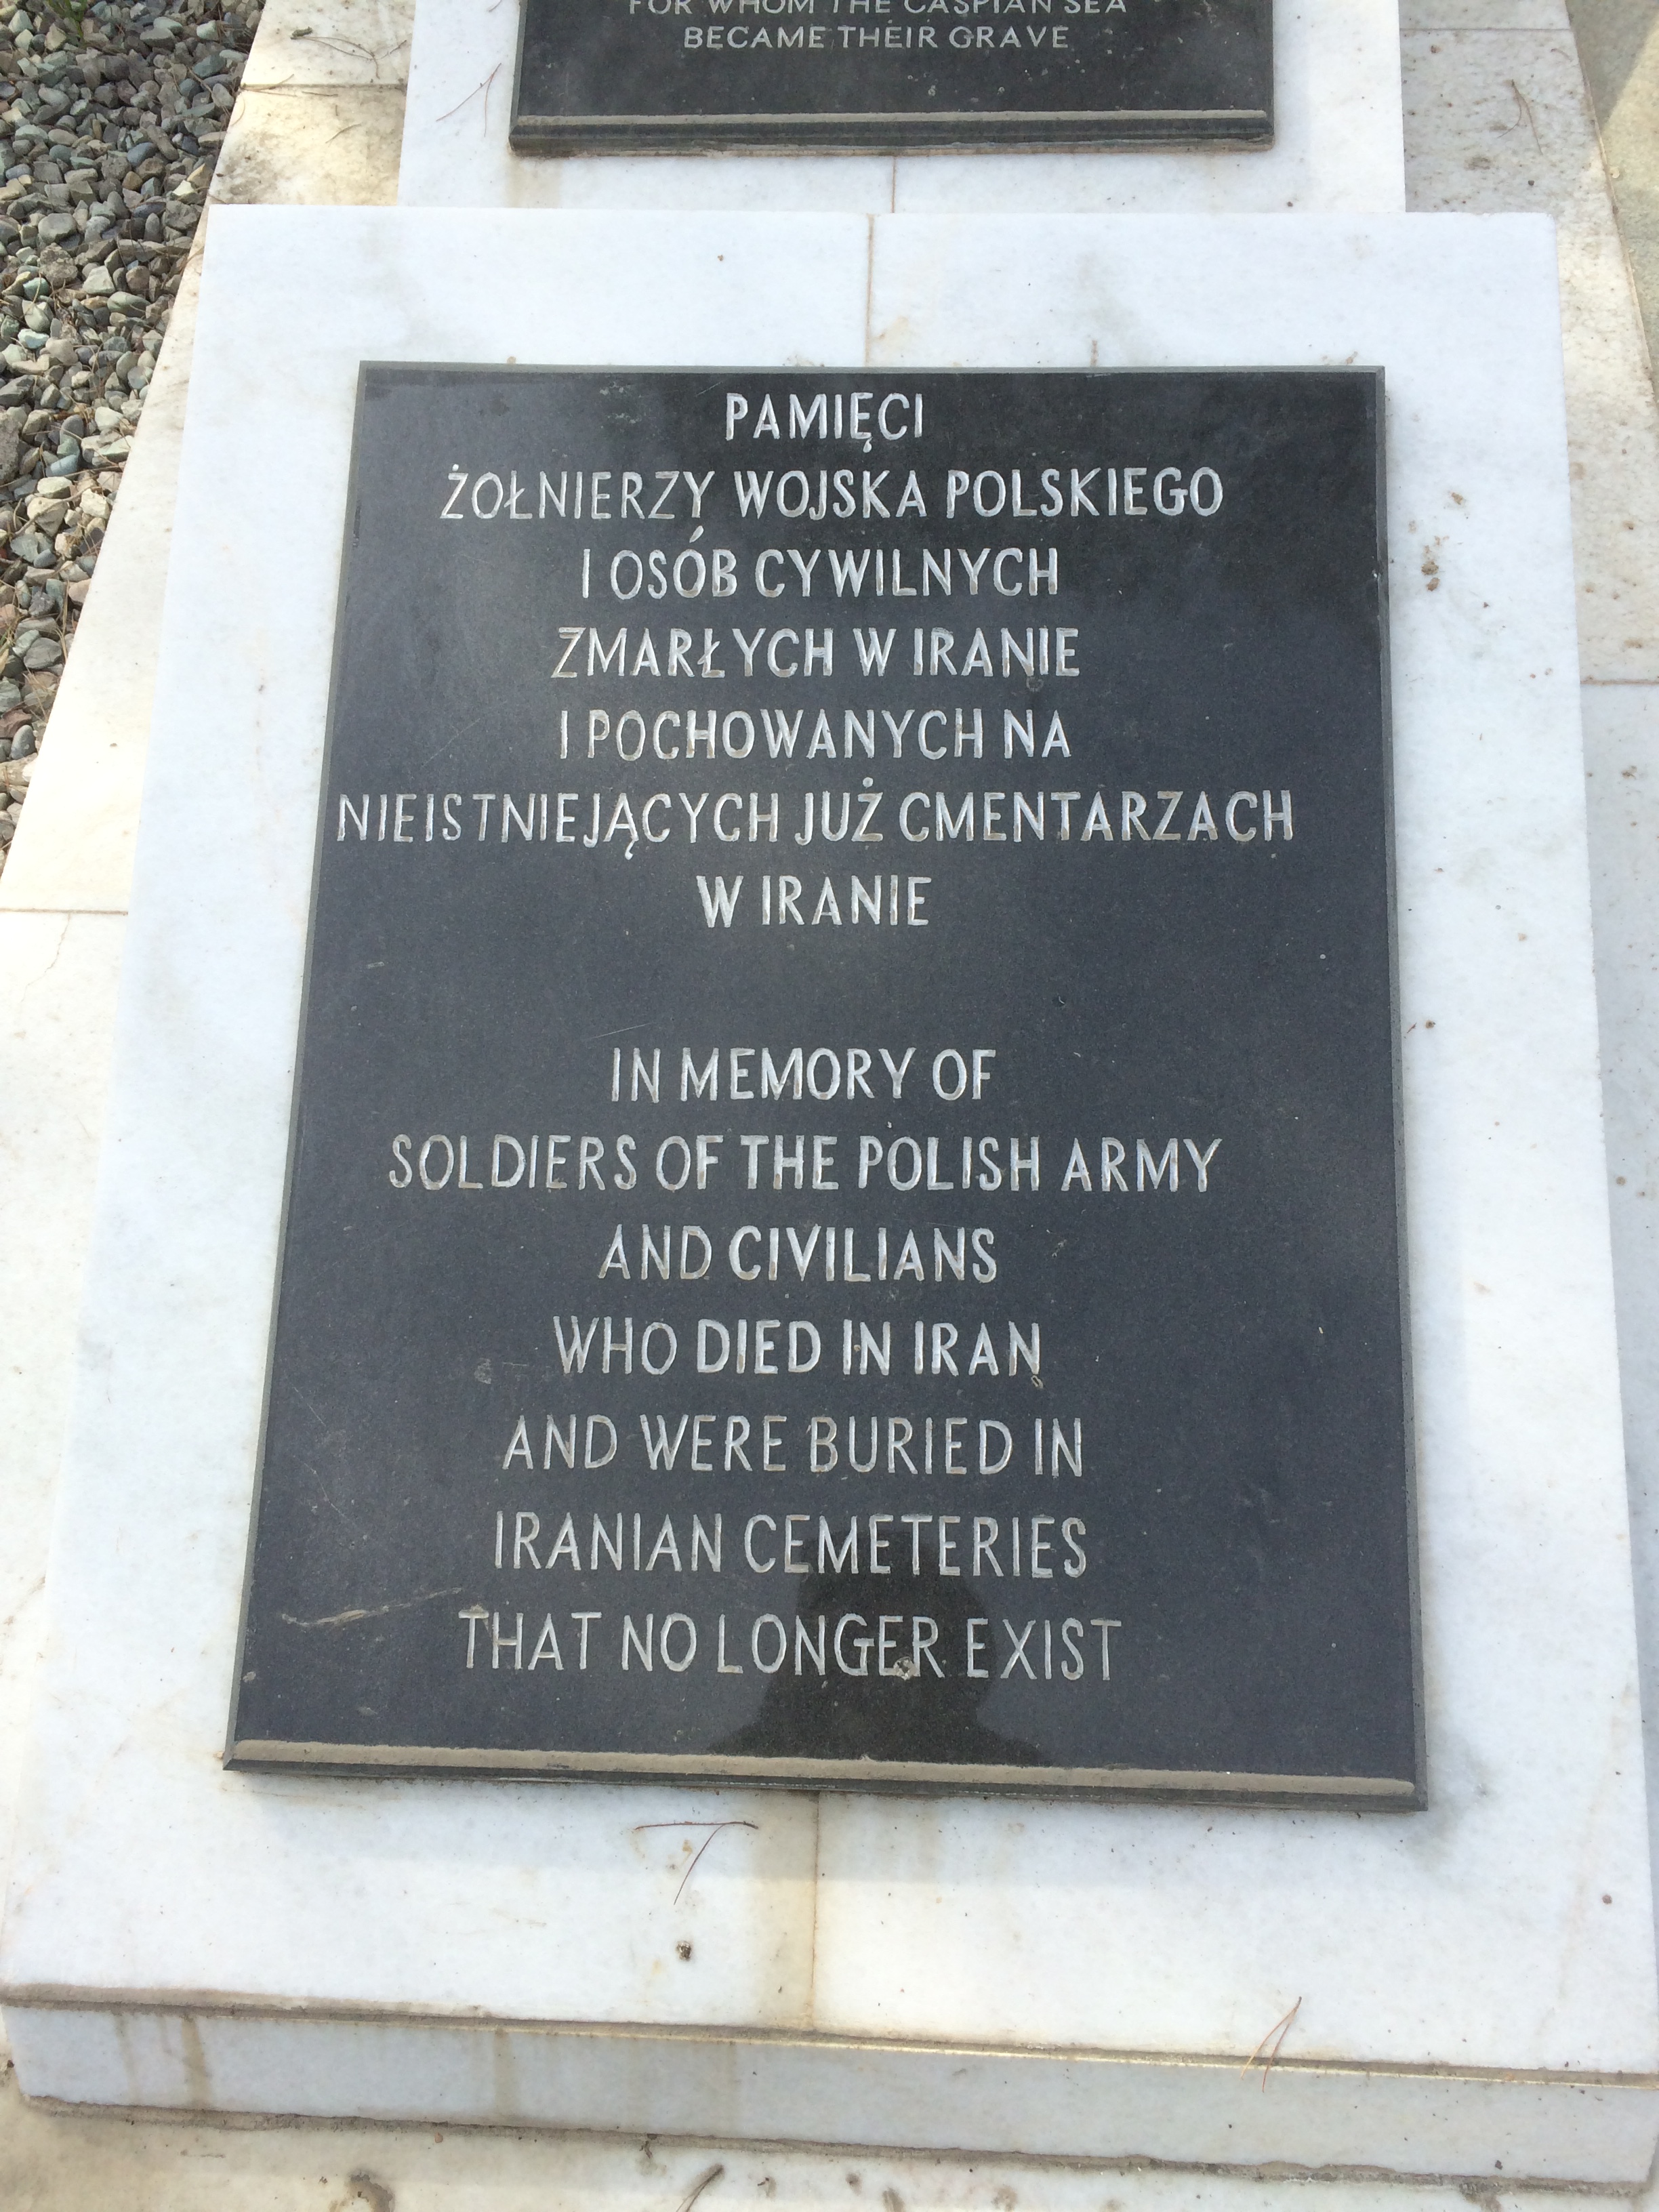 FOR WHOM THE CASPIAN SEA
BECAME THEIR GRAVE
PAMIĘCI
ŻOŁNIERZY WOJSKA POLSKIEGO
I OSÓB CYWILNYCH
ZMARŁYCH W IRANIE
I POCHOWANYCH NA
NIEISTNIEJĄCYCH JUŻ CMENTARZACH
W IRANIE
IN MEMORY OF
SOLDIERS OF THE POLISH ARMY
AND CIVILIANS
WHO DIED IN IRAN
AND WERE BURIED IN
IRANIAN CEMETERIES
THAT NO LONGER EXIST